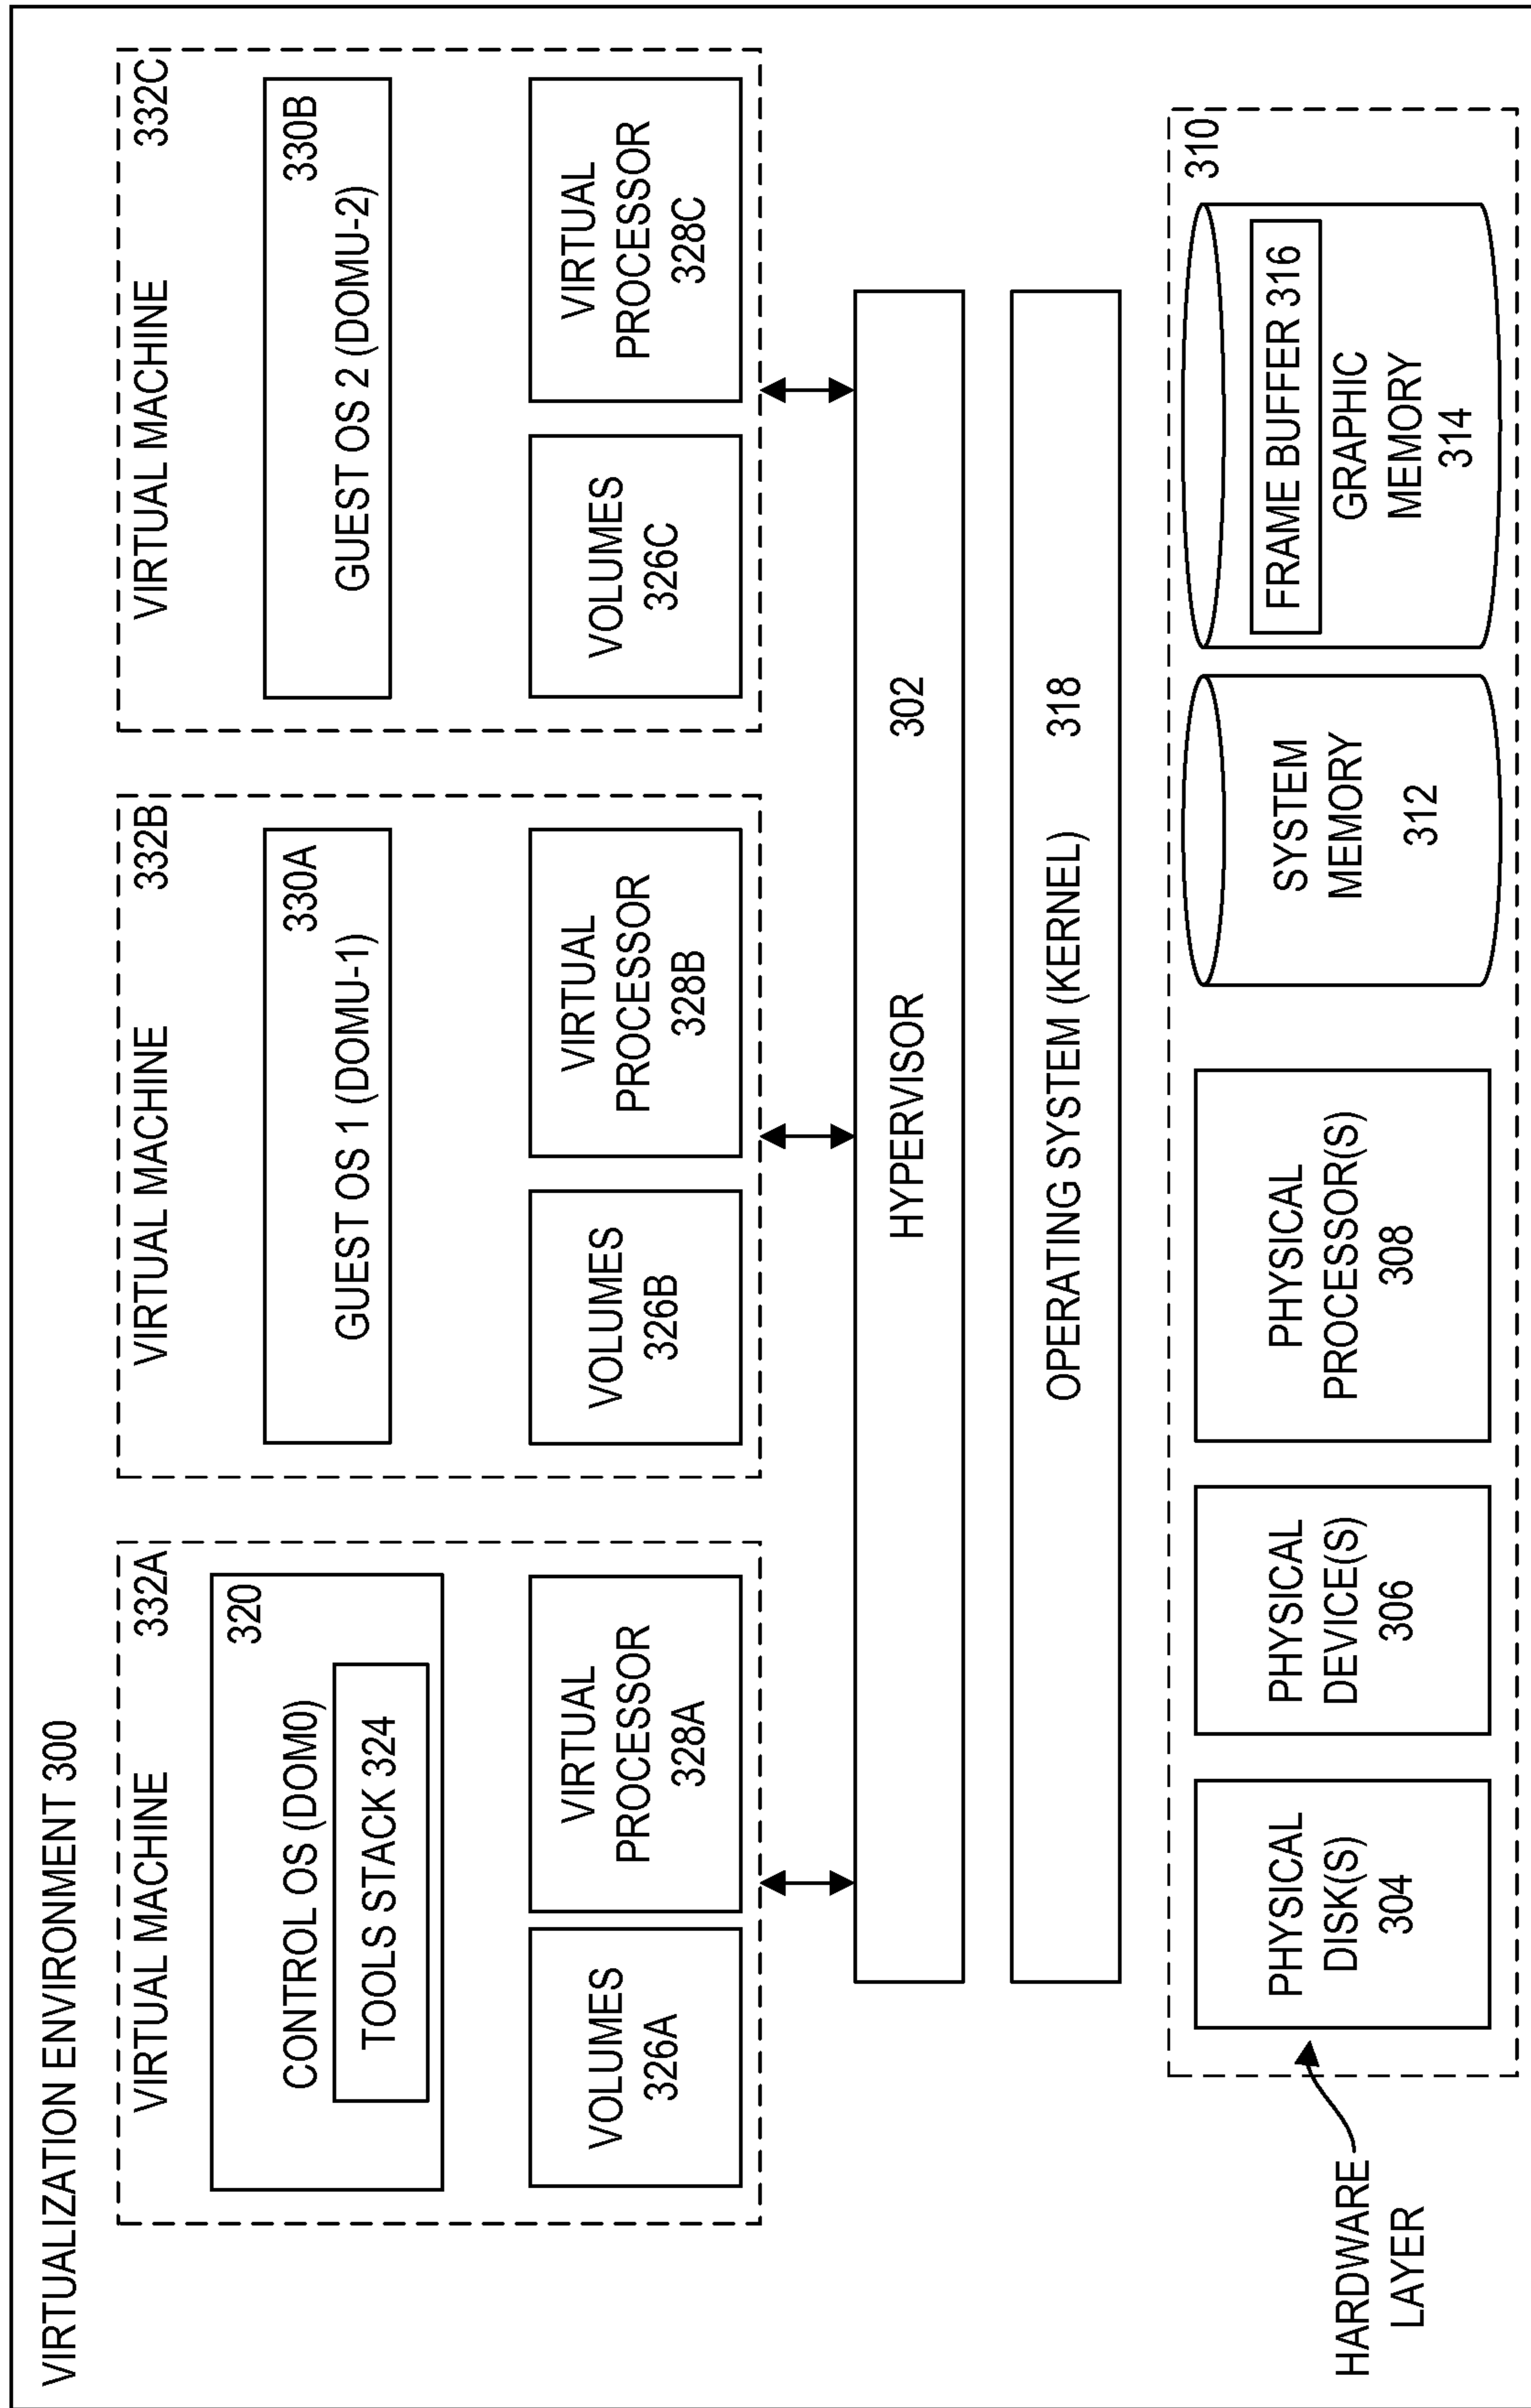 VIRTUALIZATION ENVIRONMENT 300
VIRTUAL MACHINE 332A
320
CONTROL OS (DOM0)
TOOLS STACK 324
VOLUMES
326A
VIRTUAL
PROCESSOR
328A
VIRTUAL MACHINE 332B
330A
GUEST OS 1 (DOMU-1)
VOLUMES
326B
VIRTUAL
PROCESSOR
328B
VIRTUAL MACHINE 332C
330B
GUEST OS 2 (DOMU-2)
VOLUMES
326C
VIRTUAL
PROCESSOR
328C
HYPERVISOR 302
OPERATING SYSTEM (KERNEL) 318
HARDWARE
LAYER
310
PHYSICAL
DISK(S)
304
PHYSICAL
DEVICE(S)
306
PHYSICAL
PROCESSOR(S)
308
SYSTEM
MEMORY
312
FRAME BUFFER 316
GRAPHIC
MEMORY
314